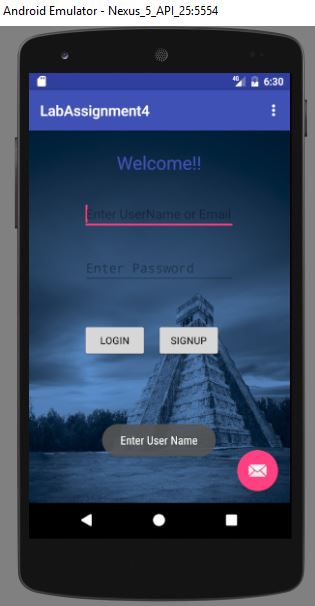 Android Emulator - Nexus_5_API_25:5554
4G 6:30
LabAssignment4
Welcome!!
Enter UserName or Email
Enter Password
LOGIN SIGNUP
Enter User Name